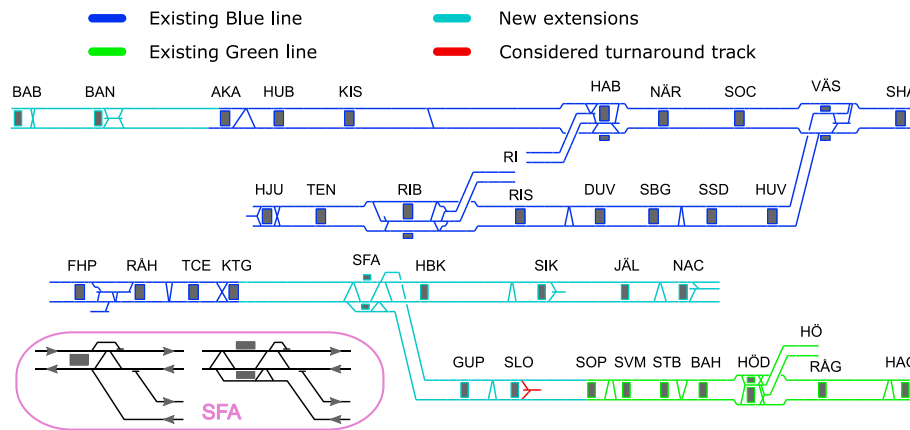 Existing Blue line New extensions
Existing Green line Considered turnaround track
BAB BAN AKA HUB KIS HAB NÄR SOC VÄS SHA
RI
HJU TEN RIB RIS DUV SBG SSD HUV
FHP RÅH TCE KTG SFA HBK SIK JÄL NAC
HÖ
GUP SLO SOP SVM STB BAH HÖD RÅG HAG
SFA